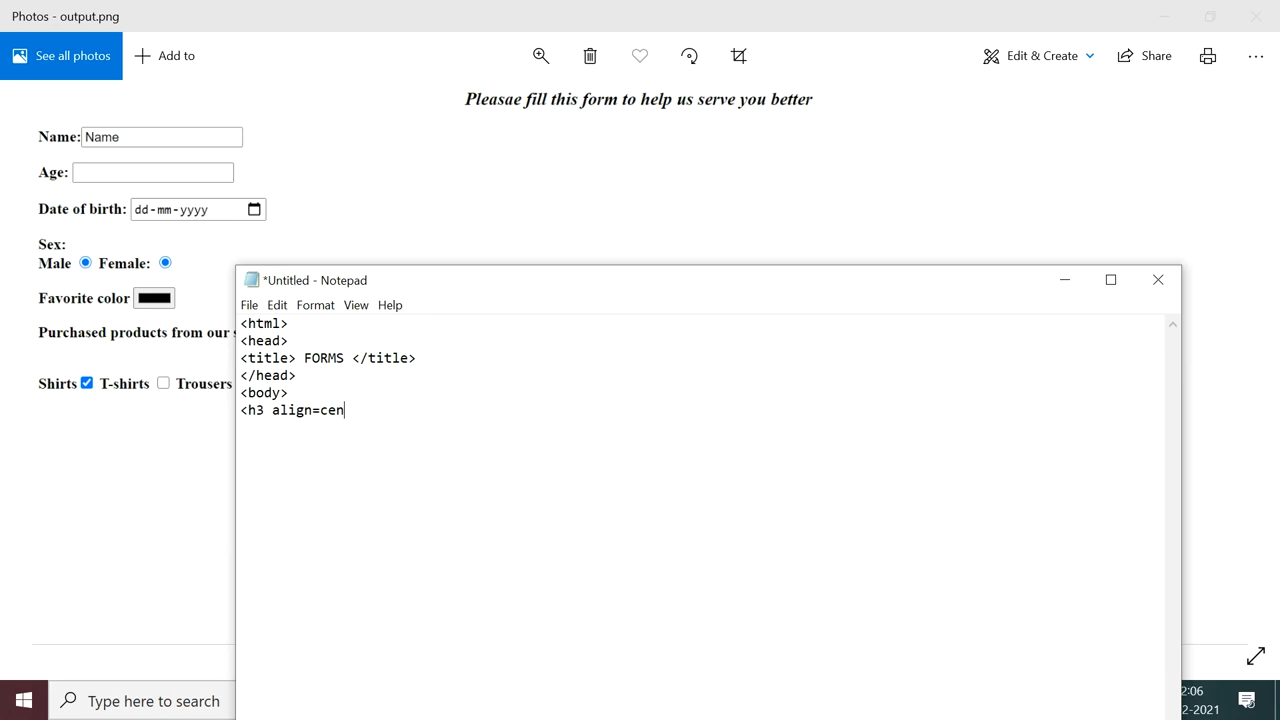 Photos - output.png
See all photos
Add to
Edit & Create
Share
Pleasae fill this form to help us serve you better
Name: Name
Age:
Date of birth: dd-mm-yyyy
Sex:
Male Female:
Favorite color
Purchased products from our
Shirts T-shirts Trousers
*Untitled - Notepad
File Edit Format View Help
<html>
<head>
<title> FORMS </title>
</head>
<body>
<h3 align=cen
Type here to search
2:06
2-2021